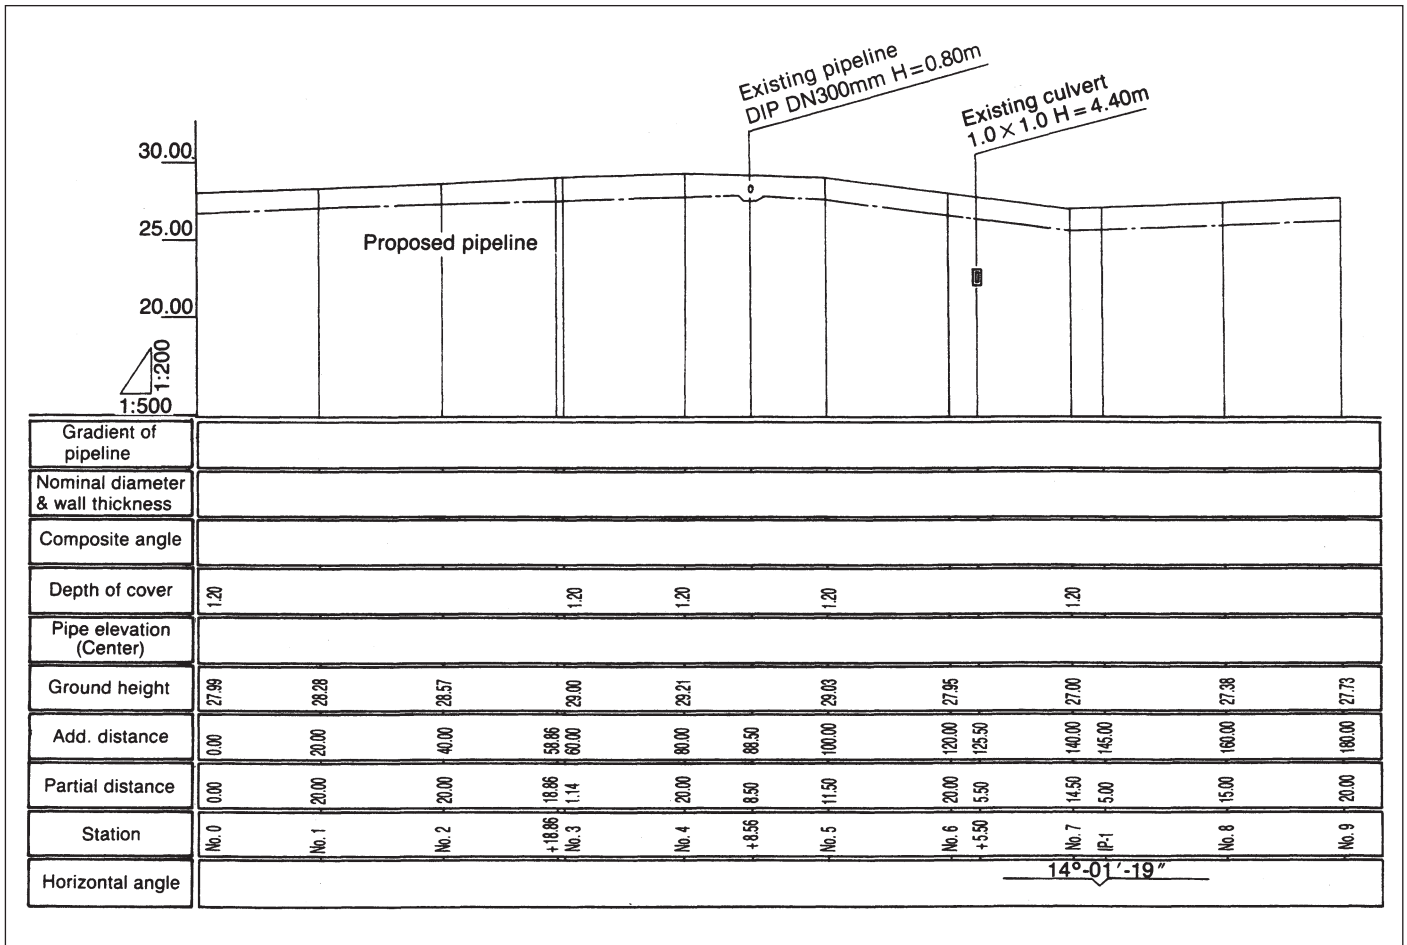 Existing pipeline
DIP DN300mm H=0.80m
Existing culvert
1.0 × 1.0 H = 4.40m
30.00
25.00
20.00
Proposed pipeline
1:200
1:500
Gradient of
pipeline
Nominal diameter
& wall thickness
Composite angle
Depth of cover
1.20 1.20 1.20 1.20 1.20
Pipe elevation
(Center)
Ground height
27.99 28.28 28.57 29.00 29.21 29.03 27.95 27.00 27.38 27.73
Add. distance
0.00 20.00 40.00 58.86 60.00 80.00 88.50 100.00 120.00 125.50 140.00 145.00 160.00 180.00
Partial distance
0.00 20.00 20.00 18.86 1.14 20.00 8.50 11.50 20.00 5.50 14.50 5.00 15.00 20.00
Station
No. 0 No. 1 No. 2 +18.86 No. 3 No. 4 +8.56 No. 5 No. 6 +5.50 No. 7 IP-1 No. 8 No. 9
Horizontal angle
14°-01′-19″